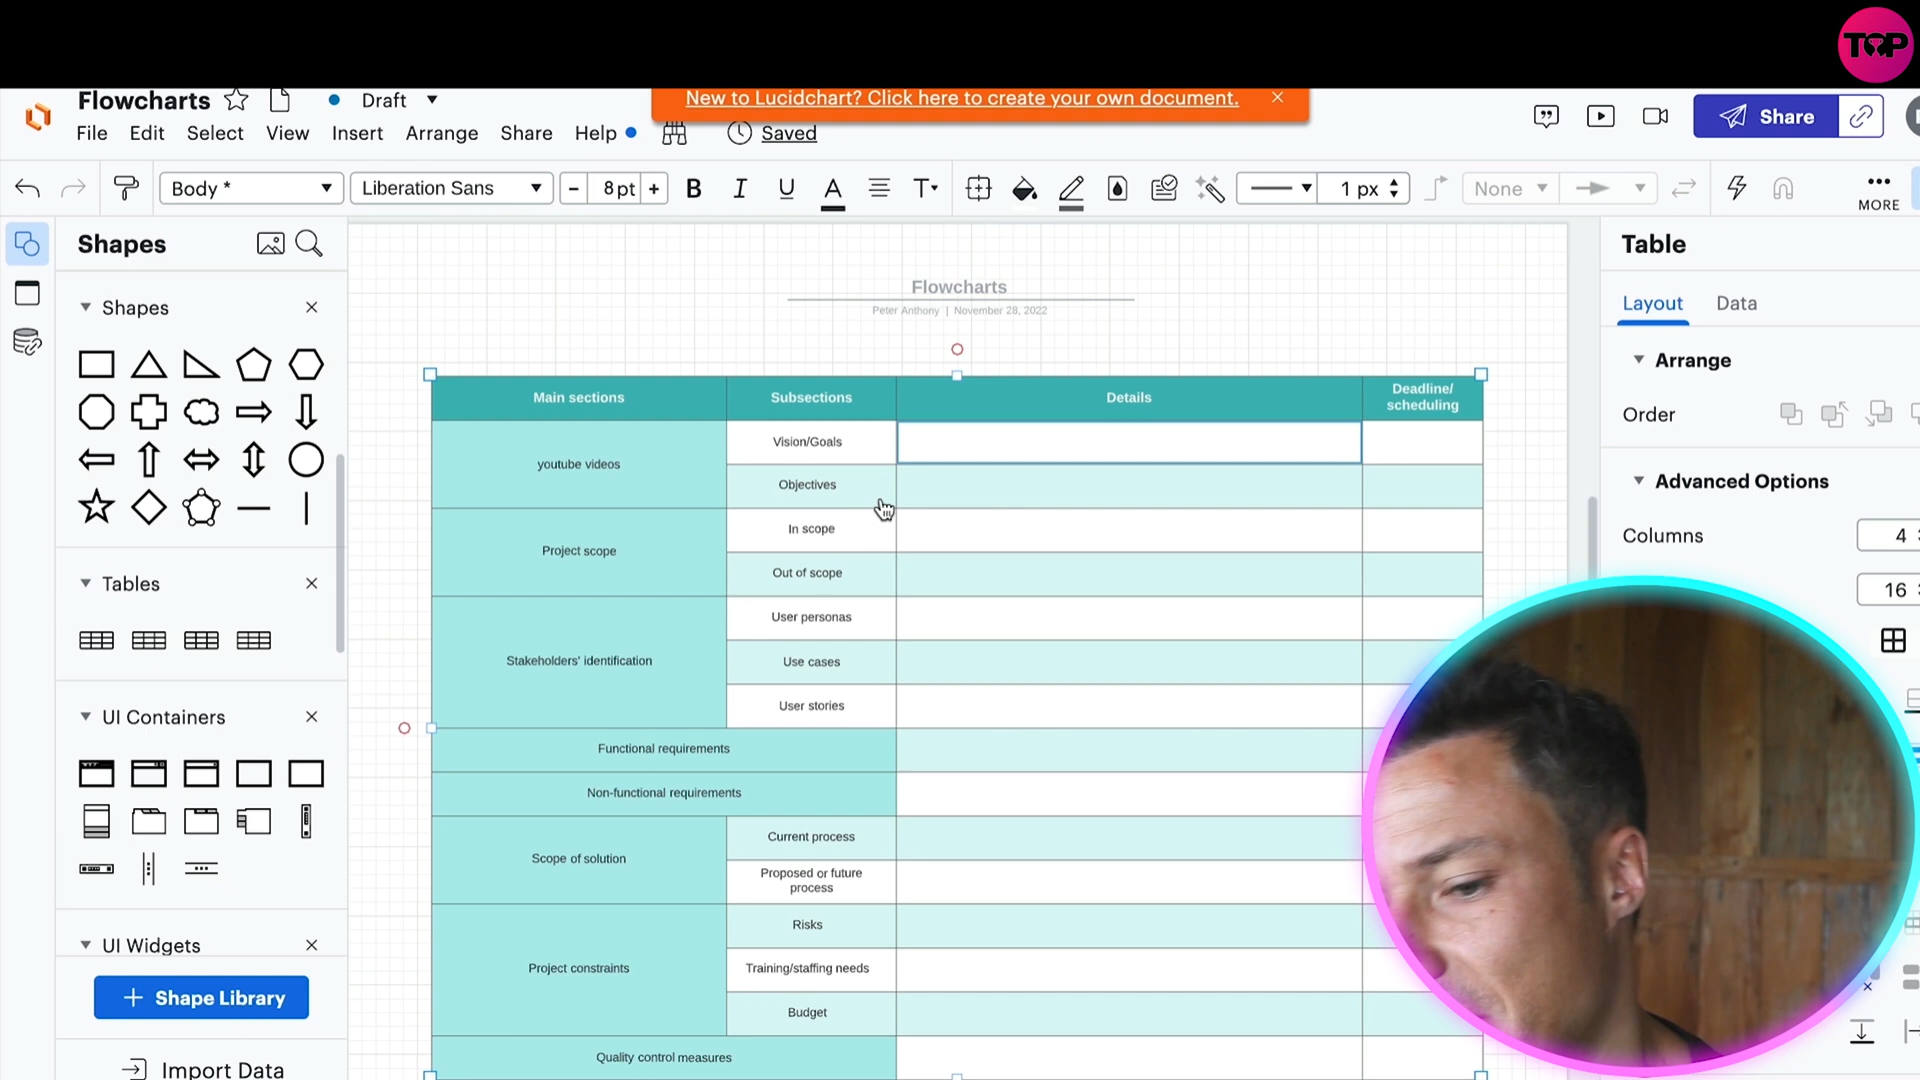 TOP
Flowcharts
Draft
New to Lucidchart? Click here to create your own document.
File Edit Select View Insert Arrange Share Help
Saved
Share
Body *
Liberation Sans
8 pt
B I U A T
1 px
None
MORE
Shapes
Shapes
Tables
UI Containers
UI Widgets
Shape Library
Import Data
Flowcharts
Peter Anthony | November 28, 2022
Main sections Subsections Details Deadline/
scheduling
youtube videos
Vision/Goals
Objectives
Project scope
In scope
Out of scope
Stakeholders' identification
User personas
Use cases
User stories
Functional requirements
Non-functional requirements
Scope of solution
Current process
Proposed or future
process
Project constraints
Risks
Training/staffing needs
Budget
Quality control measures
Table
Layout Data
Arrange
Order
Advanced Options
Columns 4
16